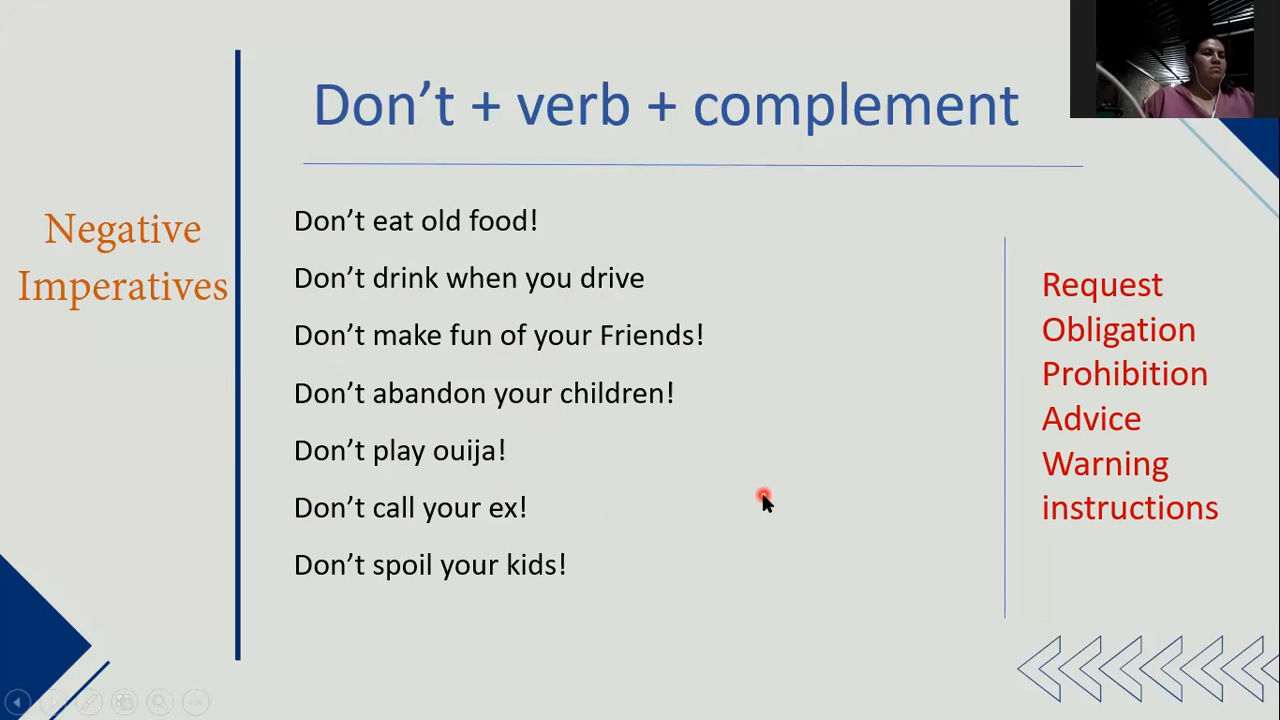 Don’t + verb + complement
Negative
Imperatives
Don’t eat old food!
Don’t drink when you drive
Don’t make fun of your Friends!
Don’t abandon your children!
Don’t play ouija!
Don’t call your ex!
Don’t spoil your kids!
Request
Obligation
Prohibition
Advice
Warning
instructions